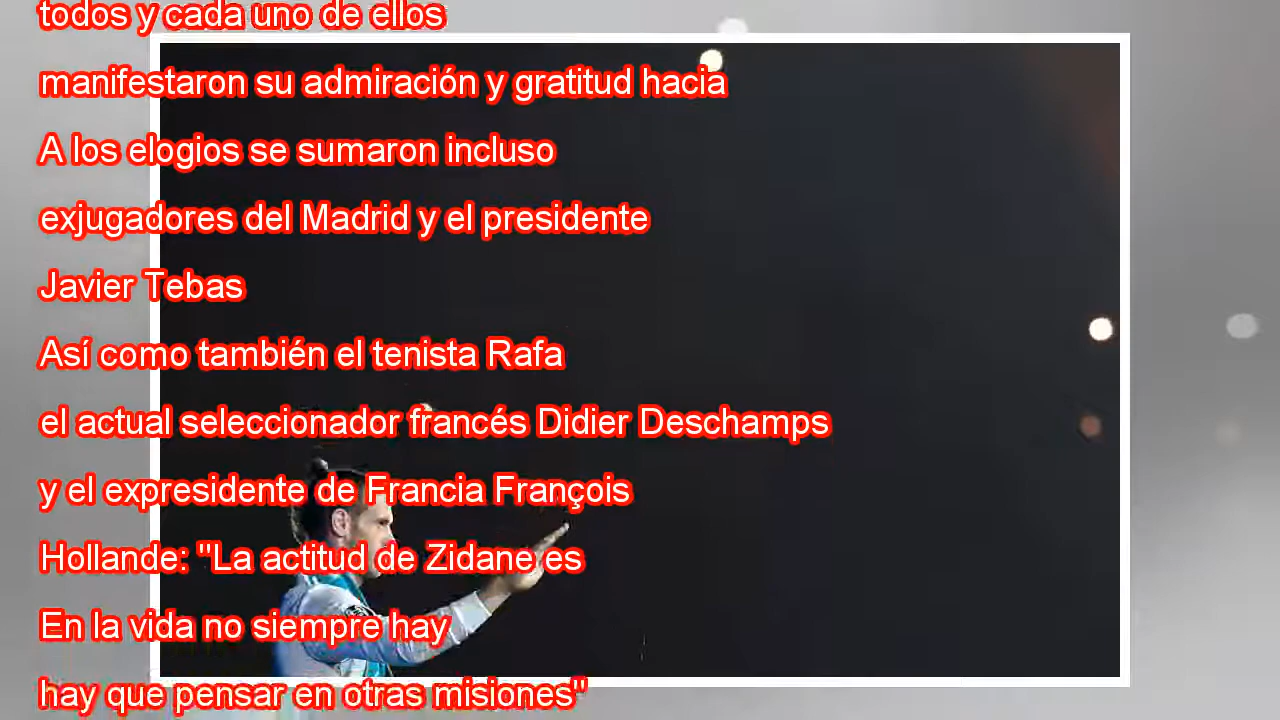 todos y cada uno de ellos
manifestaron su admiración y gratitud hacia
A los elogios se sumaron incluso
exjugadores del Madrid y el presidente
Javier Tebas
Así como también el tenista Rafa
el actual seleccionador francés Didier Deschamps
y el expresidente de Francia François
Hollande: "La actitud de Zidane es
En la vida no siempre hay
hay que pensar en otras misiones"